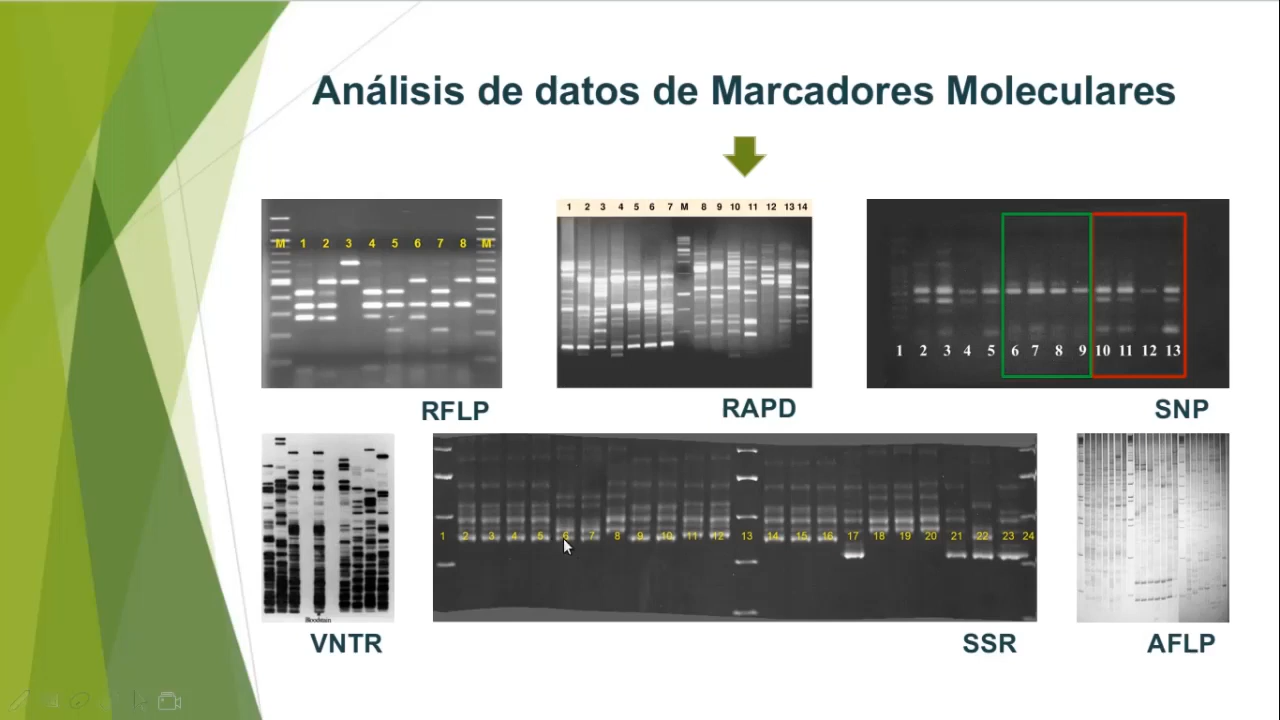 Análisis de datos de Marcadores Moleculares
M 1 2 3 4 5 6 7 8 M
RFLP
1 2 3 4 5 6 7 M 8 9 10 11 12 13 14
RAPD
1 2 3 4 5 6 7 8 9 10 11 12 13
SNP
Bloodstain
VNTR
1 2 3 4 5 6 7 8 9 10 11 12 13 14 15 16 17 18 19 20 21 22 23 24
SSR
AFLP